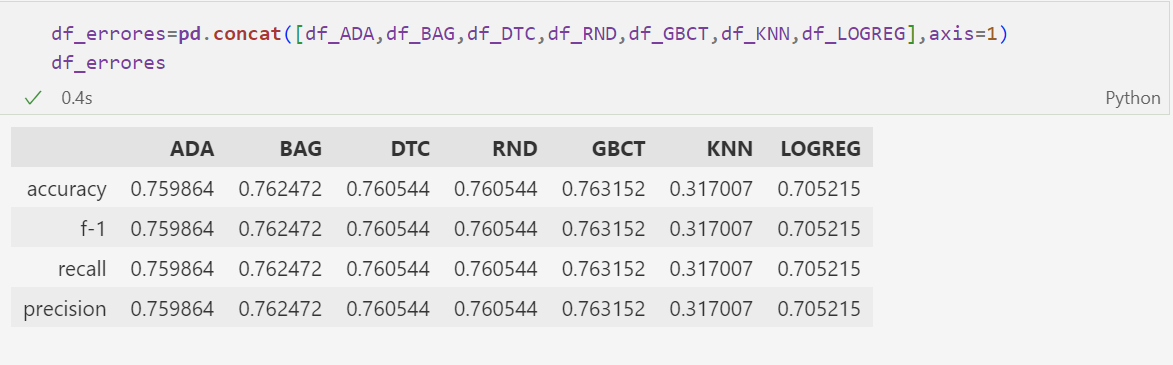 df_errores=pd.concat([df_ADA,df_BAG,df_DTC,df_RND,df_GBCT,df_KNN,df_LOGREG],axis=1)
df_errores
0.4s Python
ADA BAG DTC RND GBCT KNN LOGREG
accuracy 0.759864 0.762472 0.760544 0.760544 0.763152 0.317007 0.705215
f-1 0.759864 0.762472 0.760544 0.760544 0.763152 0.317007 0.705215
recall 0.759864 0.762472 0.760544 0.760544 0.763152 0.317007 0.705215
precision 0.759864 0.762472 0.760544 0.760544 0.763152 0.317007 0.705215